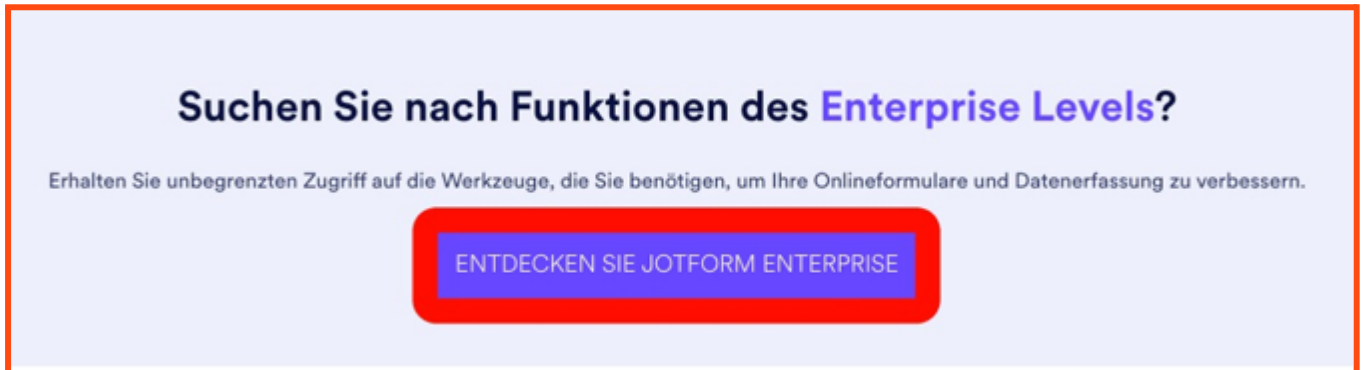 Suchen Sie nach Funktionen des Enterprise Levels?
Erhalten Sie unbegrenzten Zugriff auf die Werkzeuge, die Sie benötigen, um Ihre Onlineformulare und Datenerfassung zu verbessern.
ENTDECKEN SIE JOTFORM ENTERPRISE